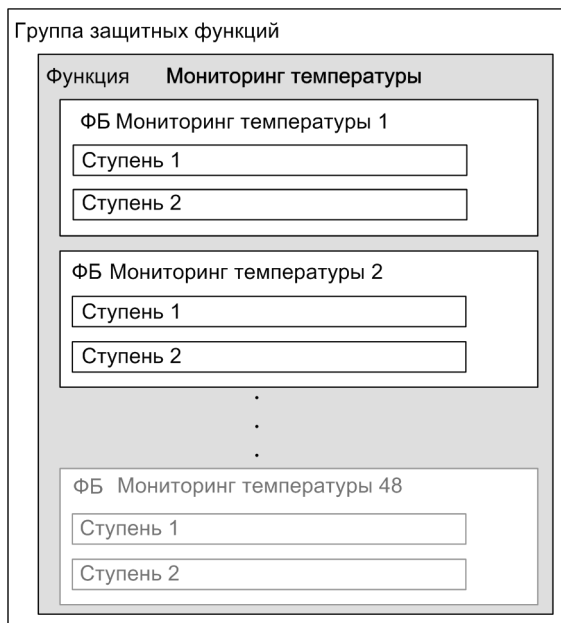 Группа защитных функций
Функция Мониторинг температуры
ФБ Мониторинг температуры 1
Ступень 1
Ступень 2
ФБ Мониторинг температуры 2
Ступень 1
Ступень 2
.
.
.
ФБ Мониторинг температуры 48
Ступень 1
Ступень 2